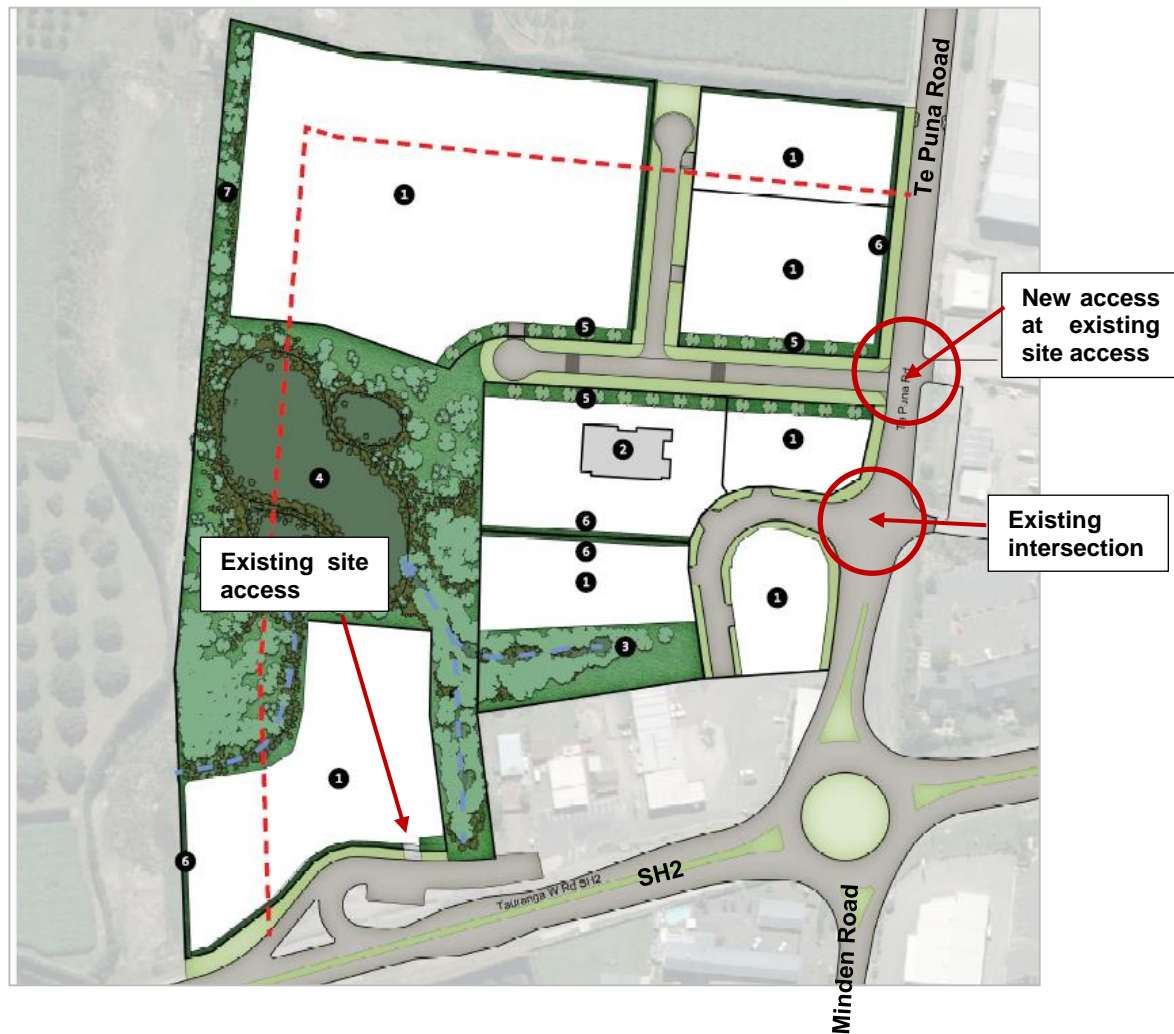 Te Puna Road
1
1
7
1
1
6
New access
at existing
site access
5
5
Te Puna Rd
5
1
2
Existing
intersection
4
6
6
Existing site
access
1
1
3
1
6
SH2
Tauranga W Rd SH2
Minden Road